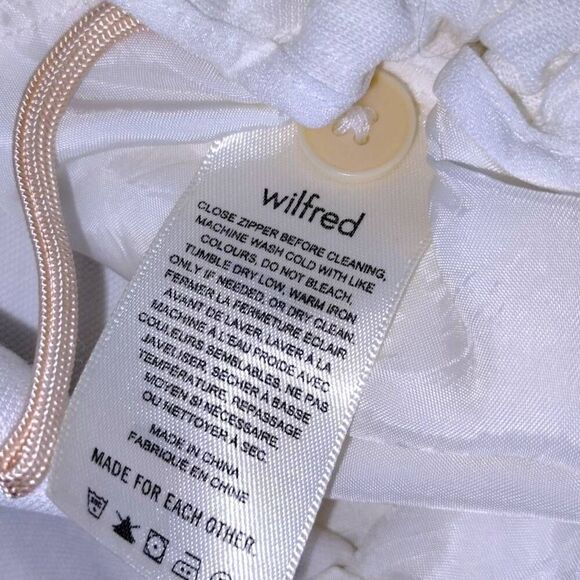 wilfred
CLOSE ZIPPER BEFORE CLEANING,
MACHINE WASH COLD WITH LIKE
COLOURS, DO NOT BLEACH,
TUMBLE DRY LOW, WARM IRON
ONLY IF NEEDED, OR DRY CLEAN.
FERMER LA FERMETURE ECLAIR
AVANT DE LAVER, LAVER À LA
MACHINE À L'EAU FROIDE AVEC
COULEURS SEMBLABLES, NE PAS
JAVELISER, SÉCHER À BASSE
TEMPÉRATURE, REPASSAGE
MOYEN SI NÉCESSAIRE,
OU NETTOYER À SEC.
MADE IN CHINA
FABRIQUÉ EN CHINE
MADE FOR EACH OTHER.